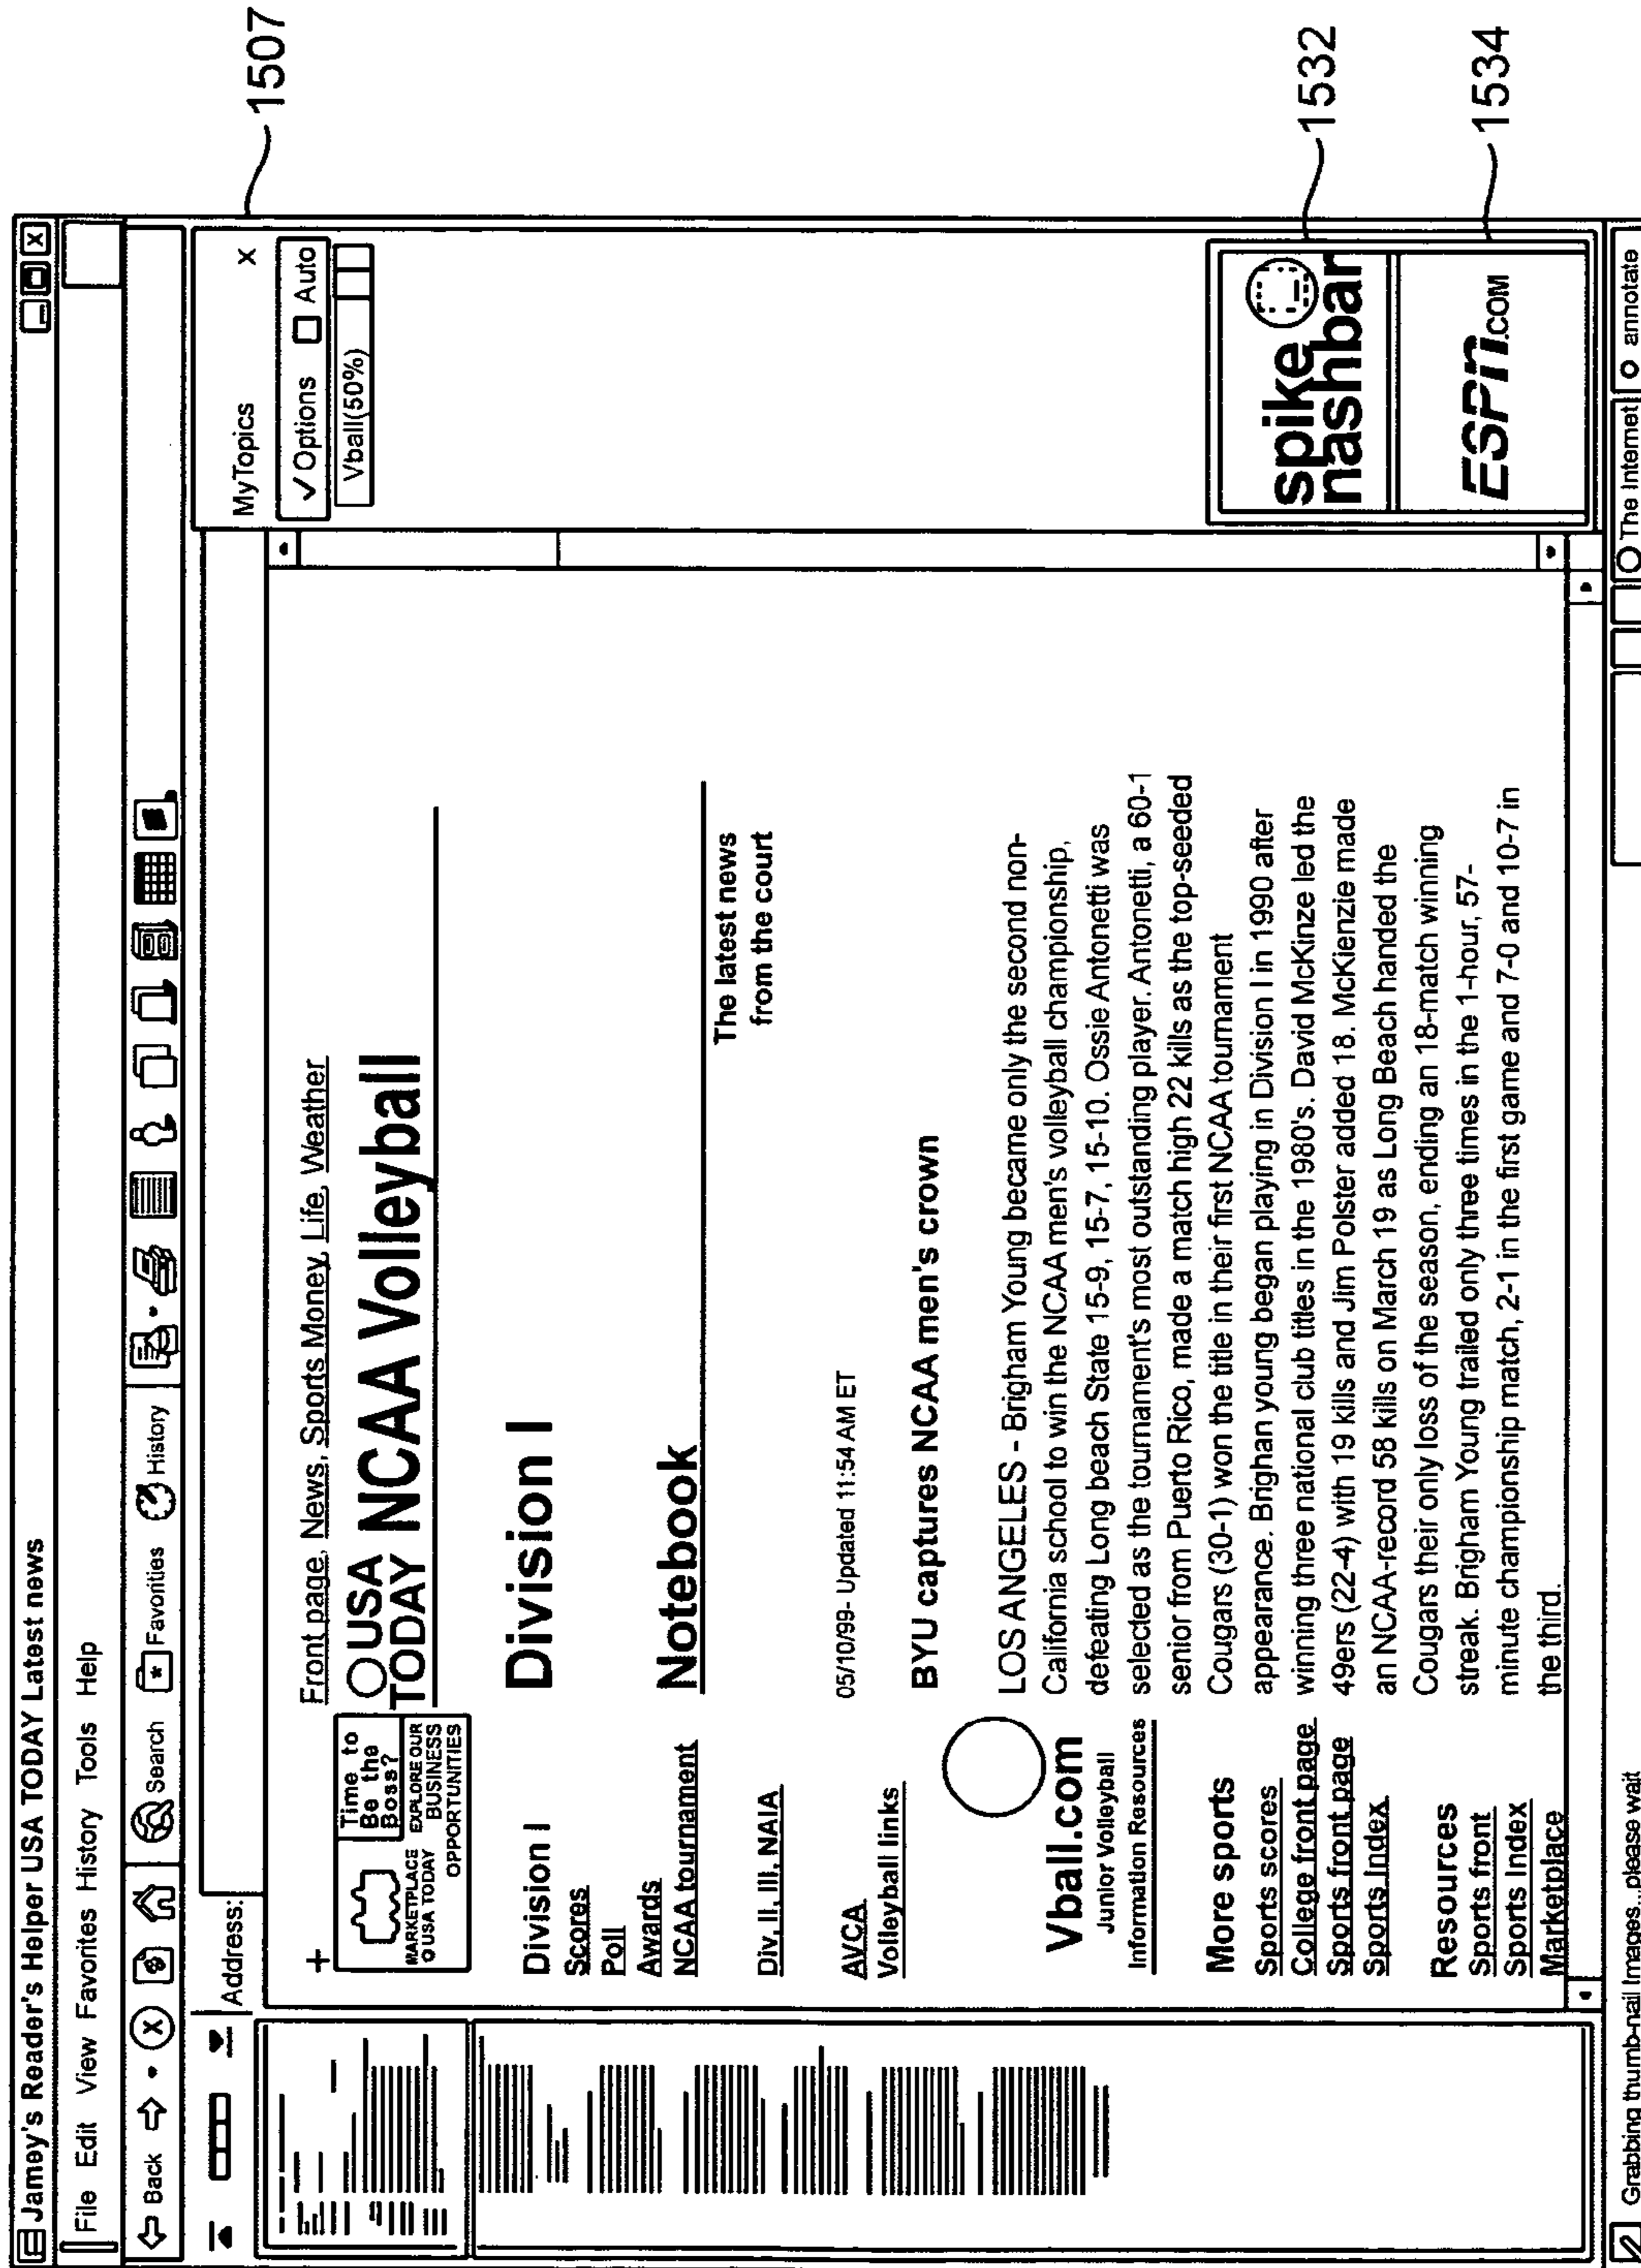 Jamey's Reader's Helper USA TODAY Latest news
File Edit View Favorites History Tools Help
Back Search Favorites History
Address:
MyTopics x
1507
✓ Options Auto
Vball(50%)
Front page, News, Sports Money, Life, Weather
Time to
Be the
Boss?
MARKETPLACE EXPLORE OUR
USA TODAY BUSINESS
OPPORTUNITIES
USA
TODAY NCAA Volleyball
Division I
Notebook
The latest news
from the court
05/10/99- Updated 11:54 AM ET
BYU captures NCAA men's crown
LOS ANGELES - Brigham Young became only the second non-
California school to win the NCAA men's volleyball championship,
defeating Long beach State 15-9, 15-7, 15-10. Ossie Antonetti was
selected as the tournament's most outstanding player. Antonetti, a 60-1
senior from Puerto Rico, made a match high 22 kills as the top-seeded
Cougars (30-1) won the title in their first NCAA tournament
appearance. Brighan young began playing in Division I in 1990 after
winning three national club titles in the 1980's. David McKinze led the
49ers (22-4) with 19 kills and Jim Polster added 18. McKienzie made
an NCAA-record 58 kills on March 19 as Long Beach handed the
Cougars their only loss of the season, ending an 18-match winning
streak. Brigham Young trailed only three times in the 1-hour, 57-
minute championship match, 2-1 in the first game and 7-0 and 10-7 in
the third.
Division I
Scores
Poll
Awards
NCAA tournament
Div, II, III, NAIA
AVCA
Volleyball links
Vball.com
Junior Volleyball
Information Resources
More sports
Sports scores
College front page
Sports front page
Sports Index
Resources
Sports front
Sports Index
Marketplace
spike
nashbar
1532
ESPN.COM
1534
Grabbing thumb-nail Images...please wait
The Internet annotate